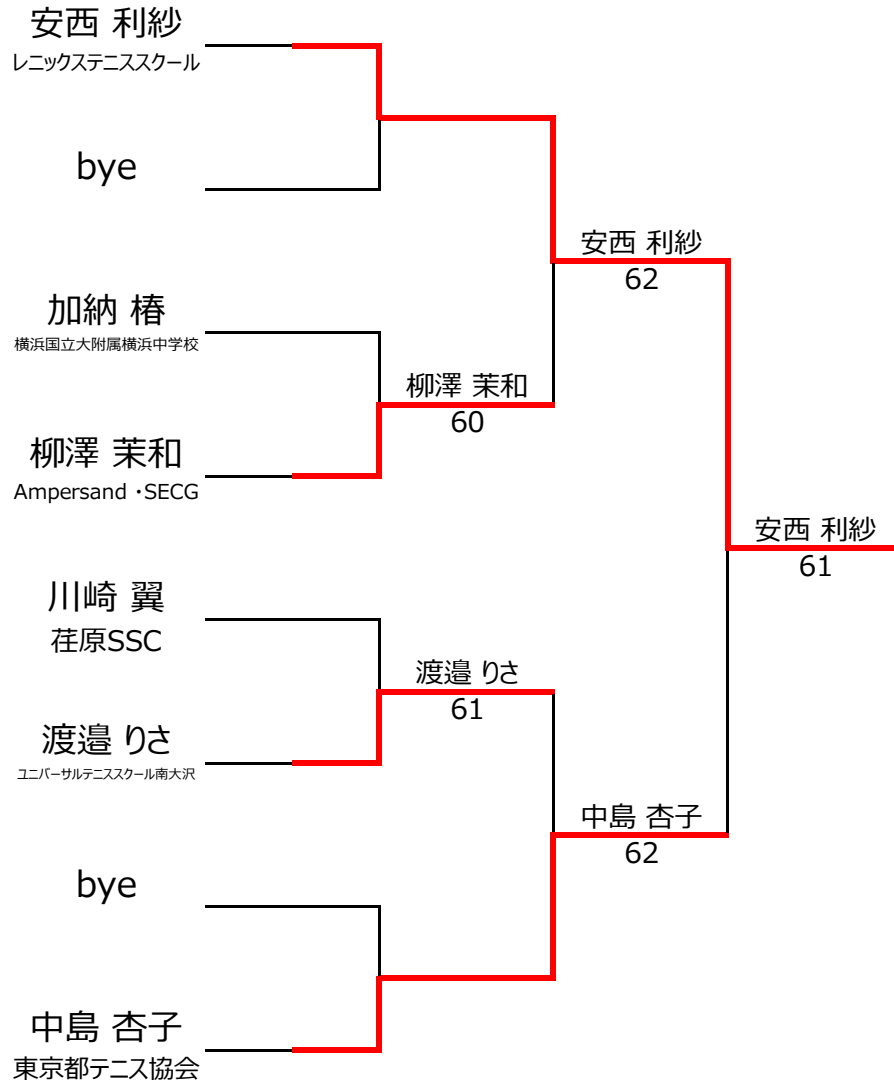 安西 利紗
レニックステニススクール
bye
加納 椿
横浜国立大附属横浜中学校
柳澤 茉和
Ampersand ・SECG
川崎 翼
荏原SSC
渡邉 りさ
ユニバーサルテニススクール南大沢
bye
中島 杏子
東京都テニス協会
柳澤 茉和
60
渡邉 りさ
61
安西 利紗
62
中島 杏子
62
安西 利紗
61